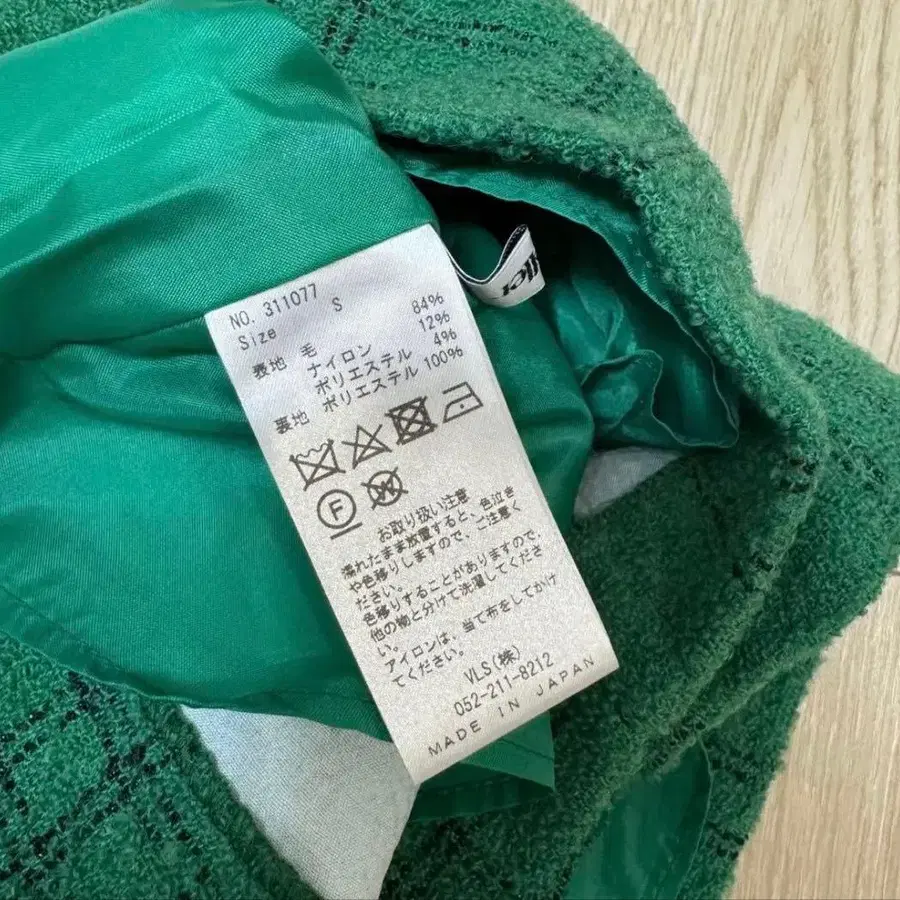 NO. 311077
Size S
表地 毛 84%
ナイロン 12%
ポリエステル 4%
裏地 ポリエステル 100%
F
W
お取り扱い注意
濡れたまま放置すると、色泣き
や色移りしますので、ご注意く
ださい。
色移りすることがありますので、
他の物と分けて洗濯してくださ
い。
アイロンは、当て布をしてかけ
てください。
VLS(株)
052-211-8212
MADE IN JAPAN